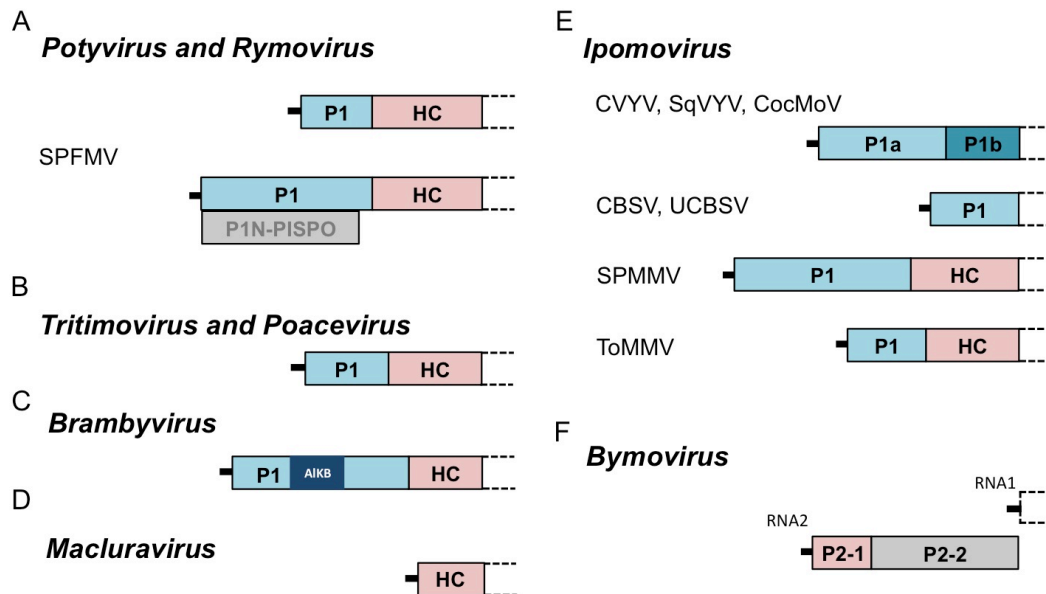 A
Potyvirus and Rymovirus
P1 HC
SPFMV
P1 HC
P1N-PISPO
B
Tritimovirus and Poacevirus
P1 HC
C
Brambyvirus
P1 AlKB HC
D
Macluravirus
HC
E
Ipomovirus
CVYV, SqVYV, CocMoV
P1a P1b
CBSV, UCBSV
P1
SPMMV
P1 HC
ToMMV
P1 HC
F
Bymovirus
RNA1
RNA2
P2-1 P2-2